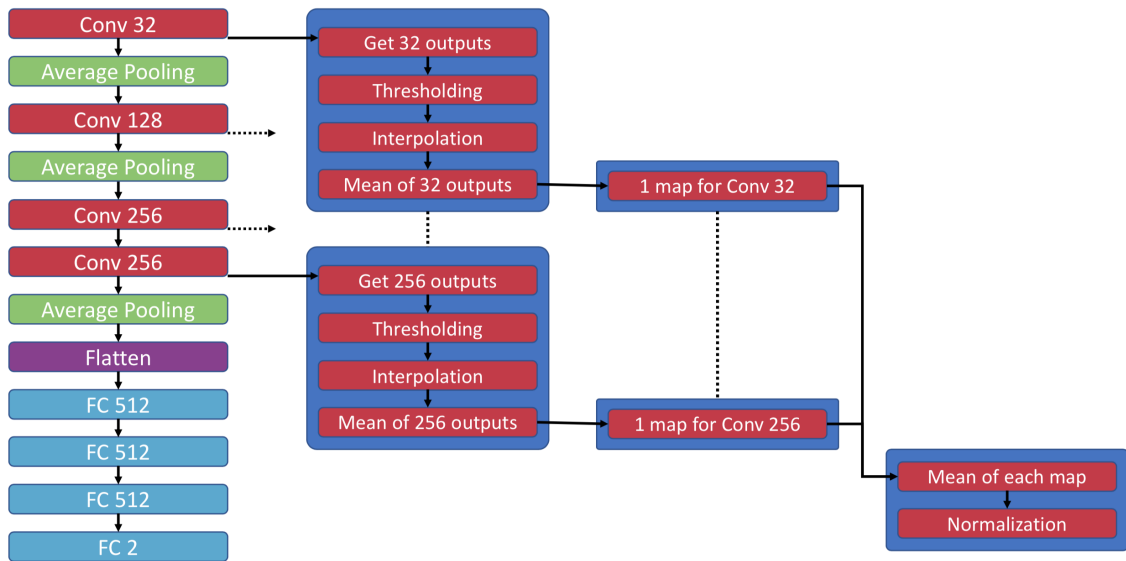 Conv 32
Average Pooling
Conv 128
Average Pooling
Conv 256
Conv 256
Average Pooling
Flatten
FC 512
FC 512
FC 512
FC 2
Get 32 outputs
Thresholding
Interpolation
Mean of 32 outputs
Get 256 outputs
Thresholding
Interpolation
Mean of 256 outputs
1 map for Conv 32
1 map for Conv 256
Mean of each map
Normalization